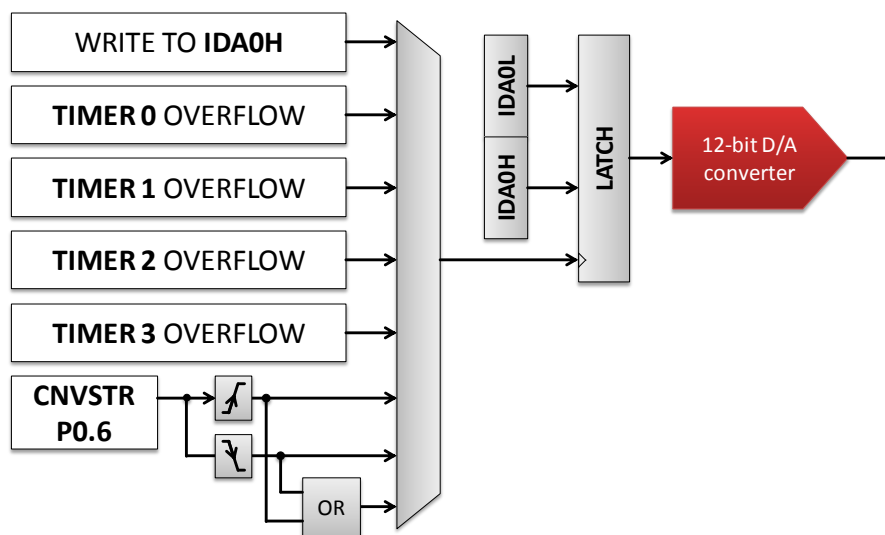 WRITE TO IDA0H
TIMER 0 OVERFLOW
TIMER 1 OVERFLOW
TIMER 2 OVERFLOW
TIMER 3 OVERFLOW
CNVSTR
P0.6
OR
IDA0L
IDA0H
LATCH
12-bit D/A
converter